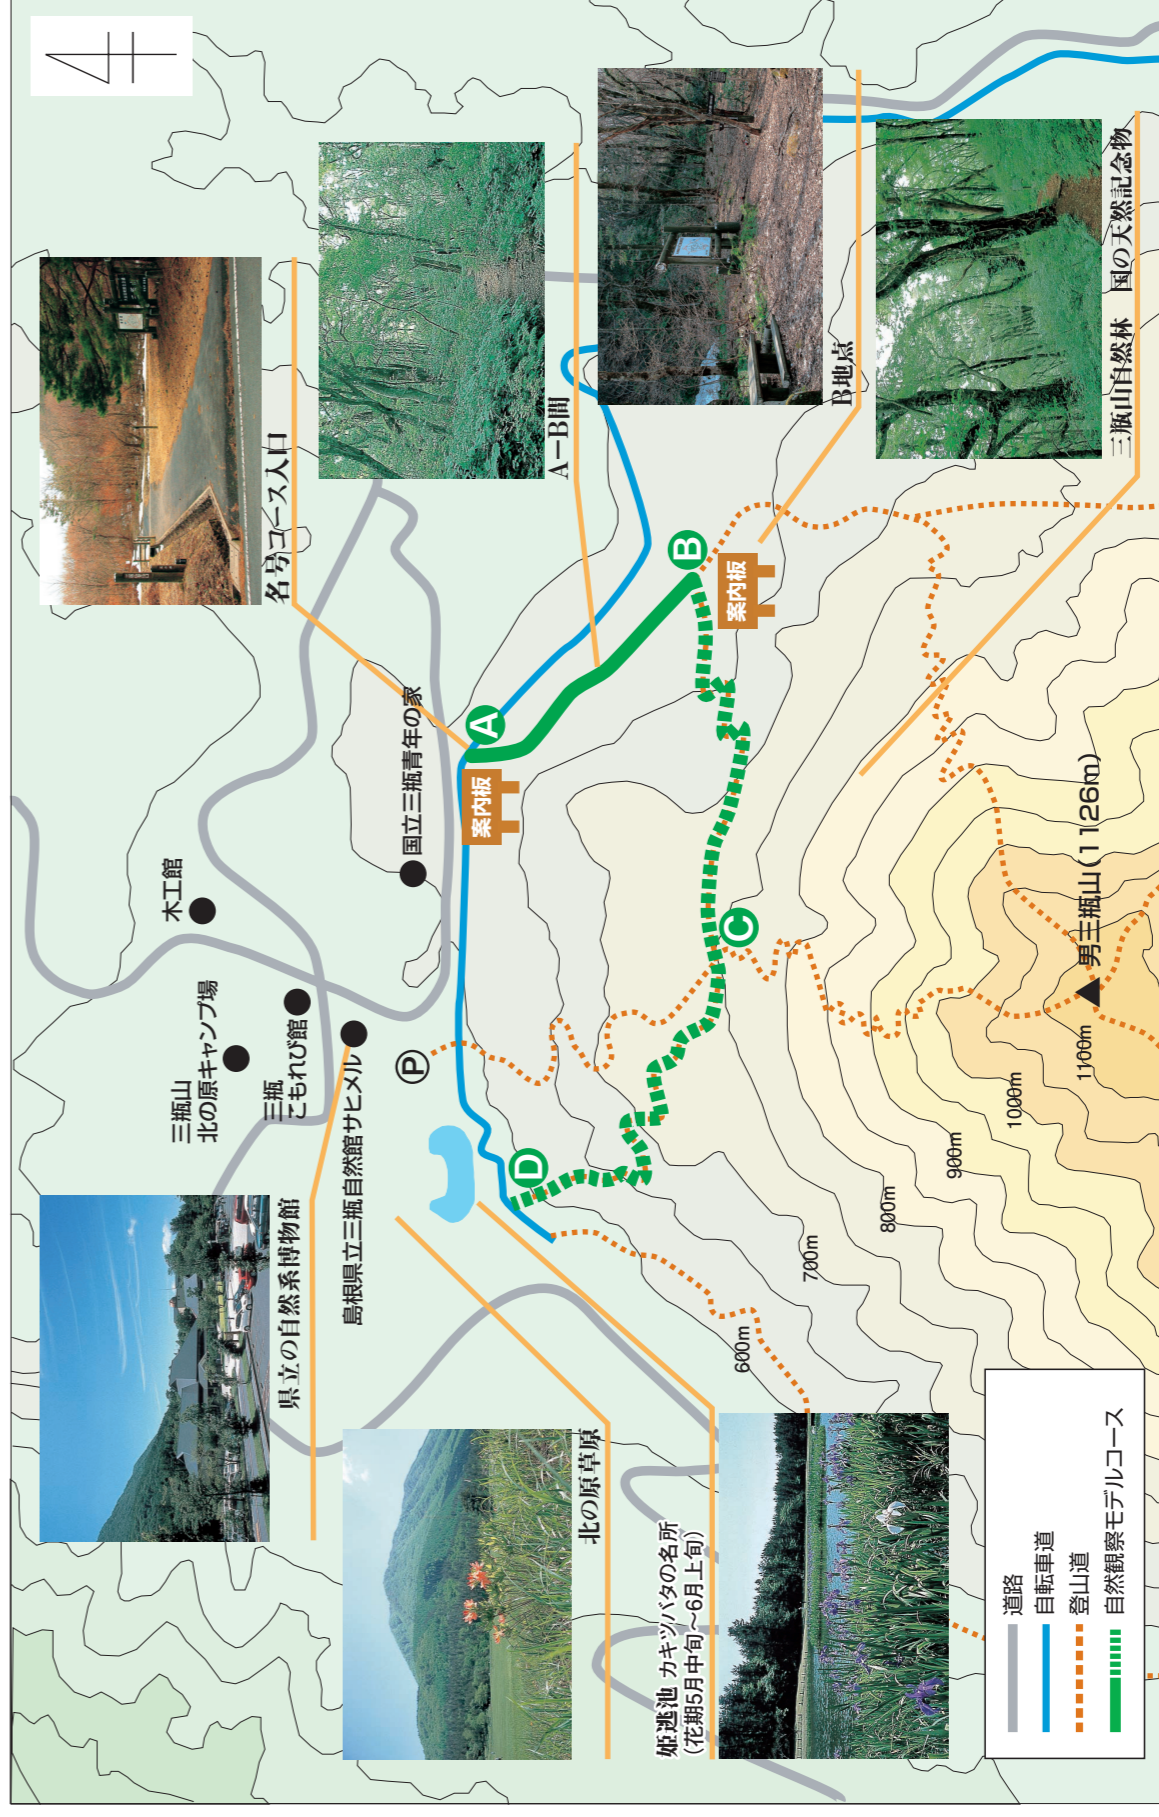 県立の自然系博物館
北の原草原
姫逃池 カキツバタの名所
(花期5月中旬～6月上旬)
三瓶山
北の原キャンプ場
木工館
三瓶
こもれび館
島根県立三瓶自然館サヒメル
国立三瓶青年の家
P
名号コース入口
A－B間
B地点
三瓶山自然林 国の天然記念物
案内板
A
案内板
B
C
D
男三瓶山(1126m)
600m
700m
800m
900m
1000m
1100m
道路
自転車道
登山道
自然観察モデルコース